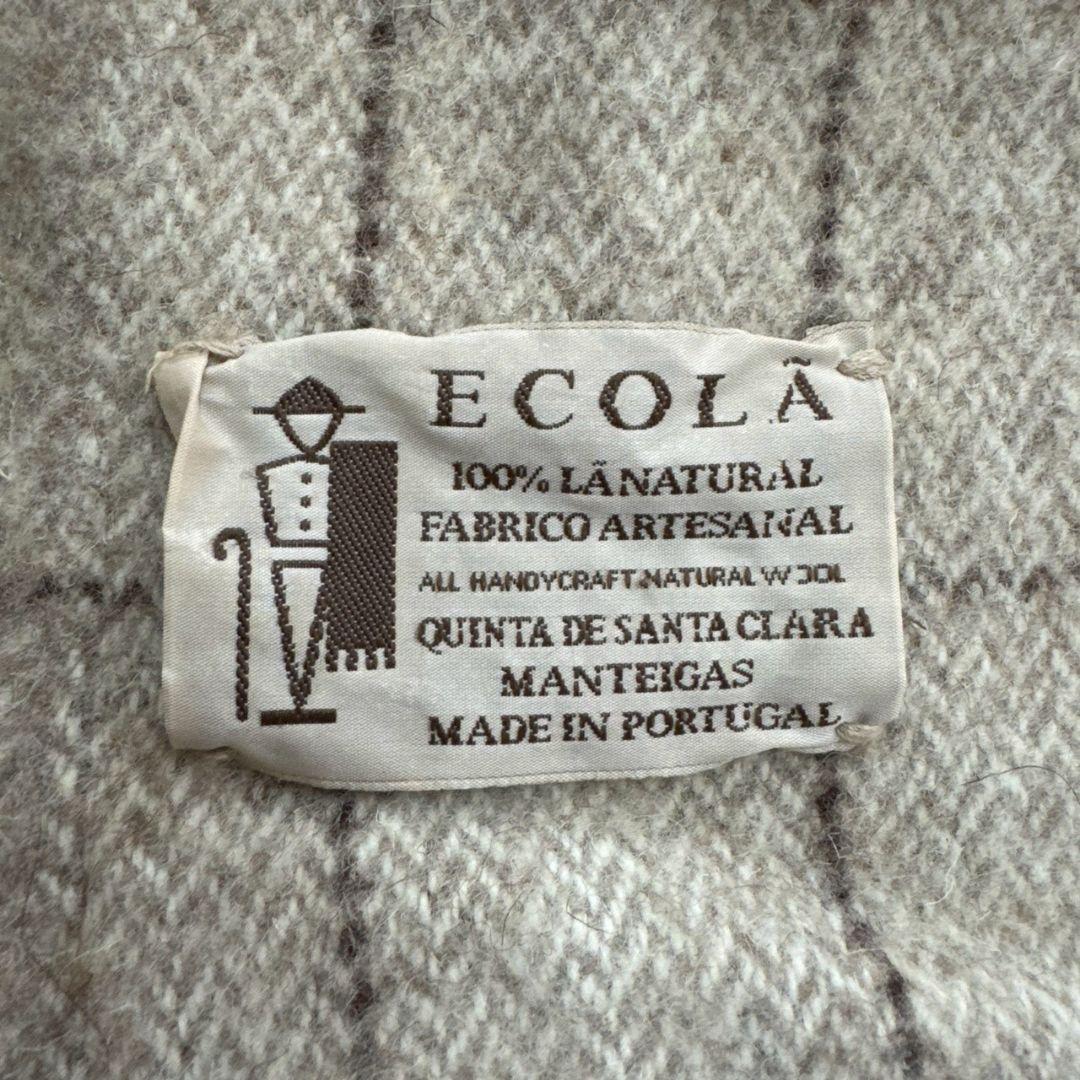 ECOLÃ
100% LÃ NATURAL
FABRICO ARTESANAL
ALL HANDYCRAFT NATURAL WOOL
QUINTA DE SANTA CLARA
MANTEIGAS
MADE IN PORTUGAL